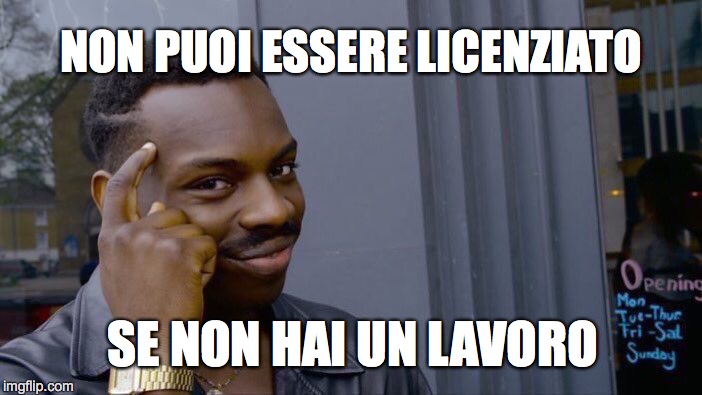 NON PUOI ESSERE LICENZIATO
SE NON HAI UN LAVORO
Opening
Mon
Tue-Thur
Fri-Sat
Sunday
imgflip.com